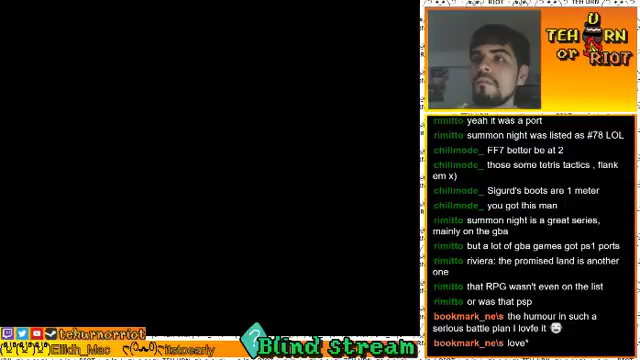 TEH URN
or RIOT
rimitto yeah it was a port
rimitto summon night was listed as #78 LOL
chillmode_ FF7 better be at 2
chillmode_ those some tetris tactics , flank
em x)
chillmode_ Sigurd's boots are 1 meter
chillmode_ you got this man
rimitto summon night is a great series,
mainly on the gba
rimitto but a lot of gba games got ps1 ports
rimitto riviera: the promised land is another
one
rimitto that RPG wasn't even on the list
rimitto or was that psp
bookmark_ne\s the humour in such a
serious battle plan I lovfe it
bookmark_ne\s love*
tehurnorriot
Blind Stream